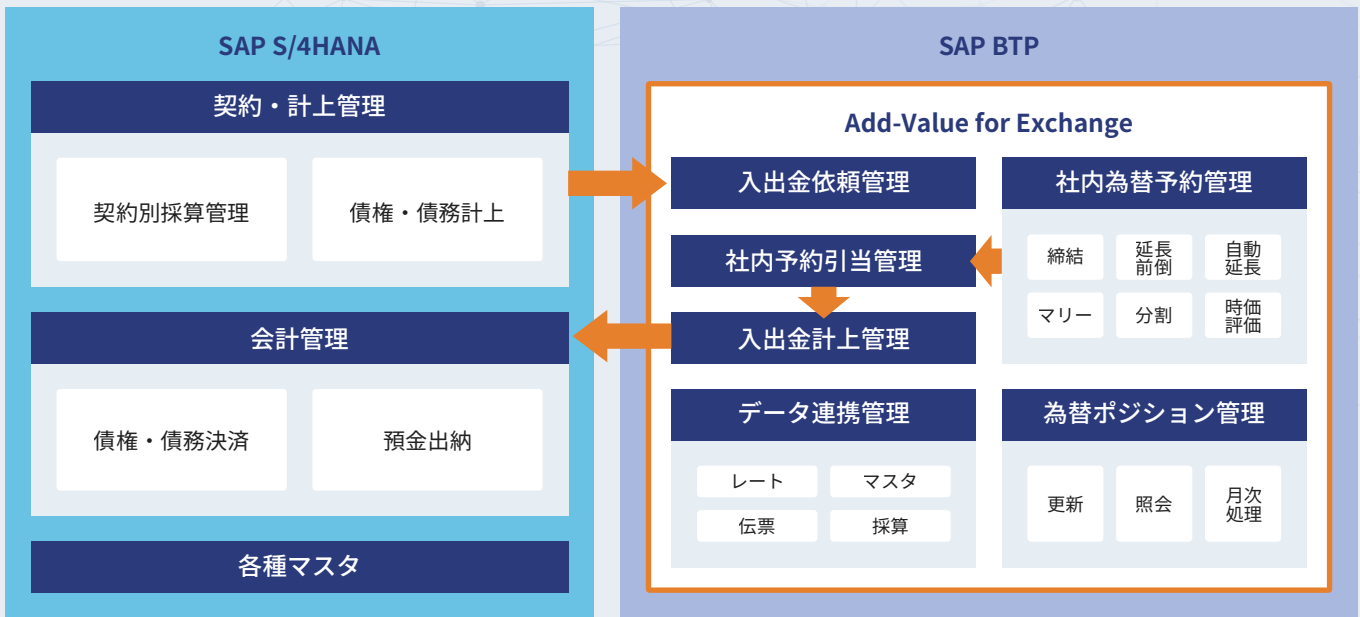 SAP S/4HANA
契約・計上管理
契約別採算管理
債権・債務計上
会計管理
債権・債務決済
預金出納
各種マスタ
SAP BTP
Add-Value for Exchange
入出金依頼管理
社内予約引当管理
入出金計上管理
社内為替予約管理
締結
延長
前倒
自動
延長
マリー
分割
時価
評価
データ連携管理
レート
マスタ
伝票
採算
為替ポジション管理
更新
照会
月次
処理